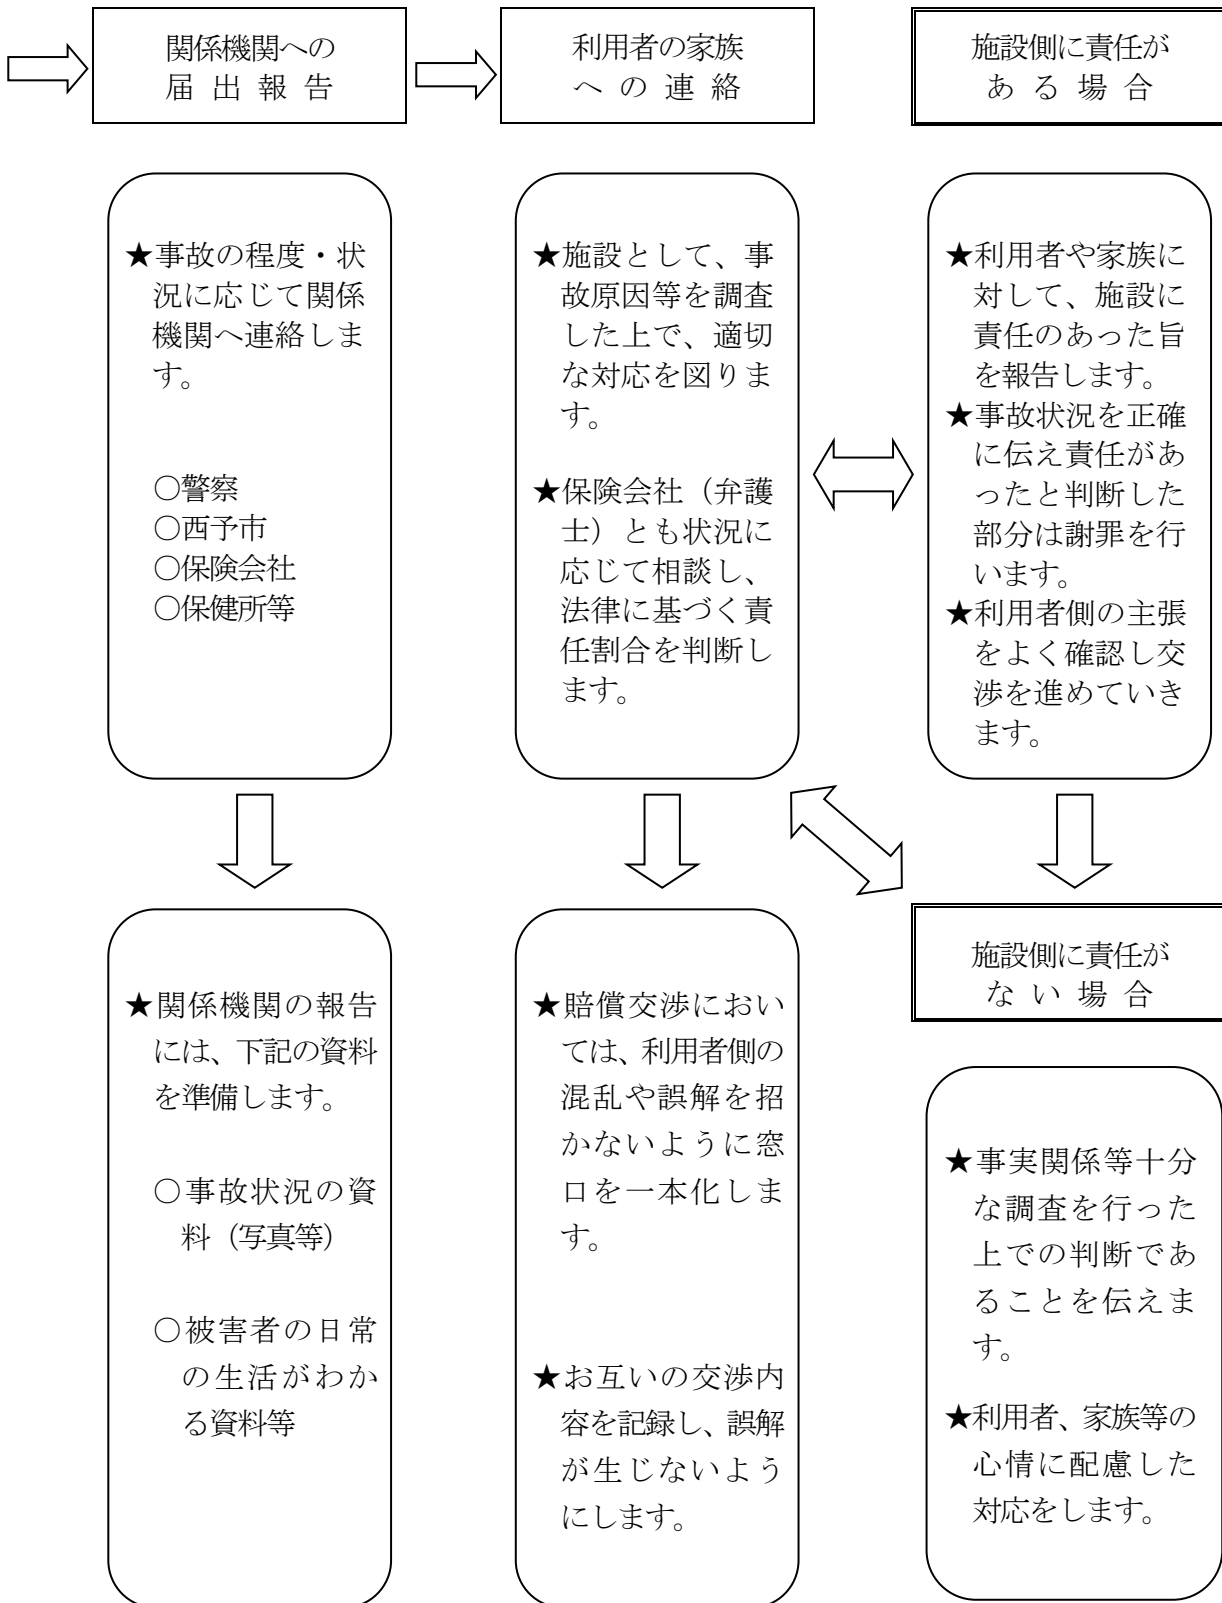 関係機関への
届出報告
利用者の家族
への連絡
施設側に責任が
ある場合
★事故の程度・状
況に応じて関係
機関へ連絡しま
す。
○警察
○西予市
○保険会社
○保健所等
★施設として、事
故原因等を調査
した上で、適切
な対応を図りま
す。
★保険会社（弁護
士）とも状況に
応じて相談し、
法律に基づく責
任割合を判断し
ます。
★利用者や家族に
対して、施設に
責任のあった旨
を報告します。
★事故状況を正確
に伝え責任があ
ったと判断した
部分は謝罪を行
います。
★利用者側の主張
をよく確認し交
渉を進めていき
ます。
★関係機関の報告
には、下記の資料
を準備します。
○事故状況の資
料（写真等）
○被害者の日常
の生活がわか
る資料等
★賠償交渉におい
ては、利用者側の
混乱や誤解を招
かないように窓
口を一本化しま
す。
★お互いの交渉内
容を記録し、誤解
が生じないよう
にします。
施設側に責任が
ない場合
★事実関係等十分
な調査を行った
上での判断であ
ることを伝えま
す。
★利用者、家族等の
心情に配慮した
対応をします。